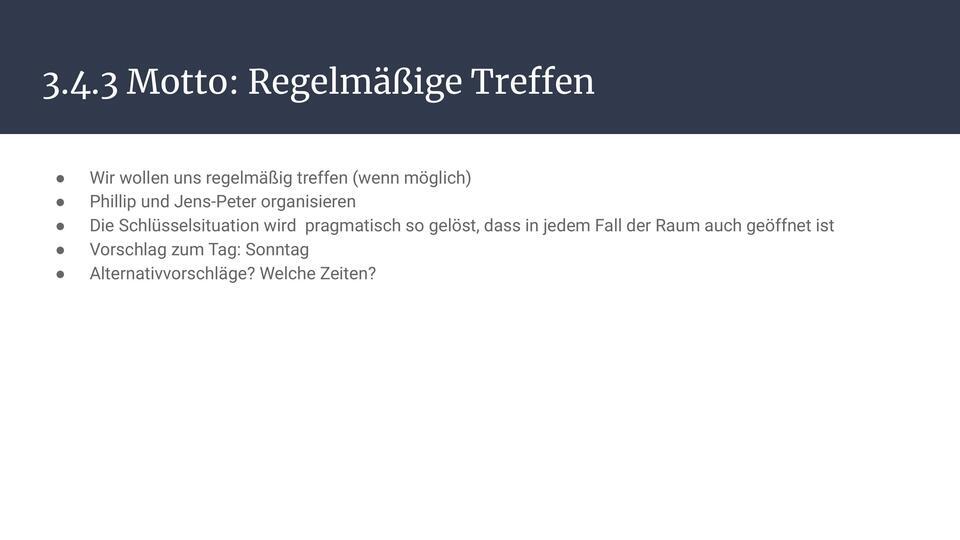 3.4.3 Motto: Regelmäßige Treffen
● Wir wollen uns regelmäßig treffen (wenn möglich)
● Phillip und Jens-Peter organisieren
● Die Schlüsselsituation wird  pragmatisch so gelöst, dass in jedem Fall der Raum auch geöffnet ist
● Vorschlag zum Tag: Sonntag
● Alternativvorschläge? Welche Zeiten?